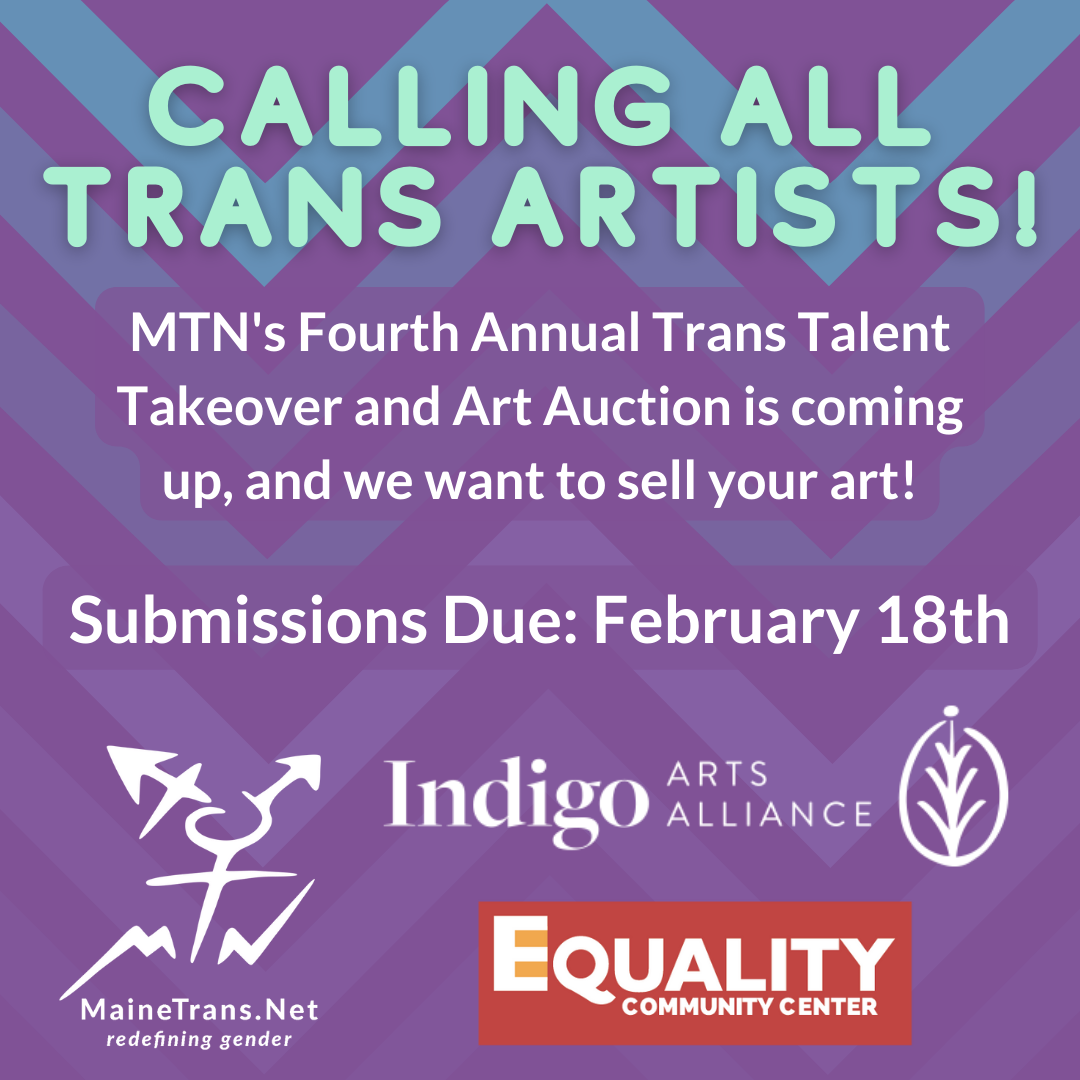 CALLING ALL
TRANS ARTISTS!
MTN's Fourth Annual Trans Talent
Takeover and Art Auction is coming
up, and we want to sell your art!
Submissions Due: February 18th
Indigo ARTS
ALLIANCE
MTN
MaineTrans.Net
redefining gender
EQUALITY
COMMUNITY CENTER